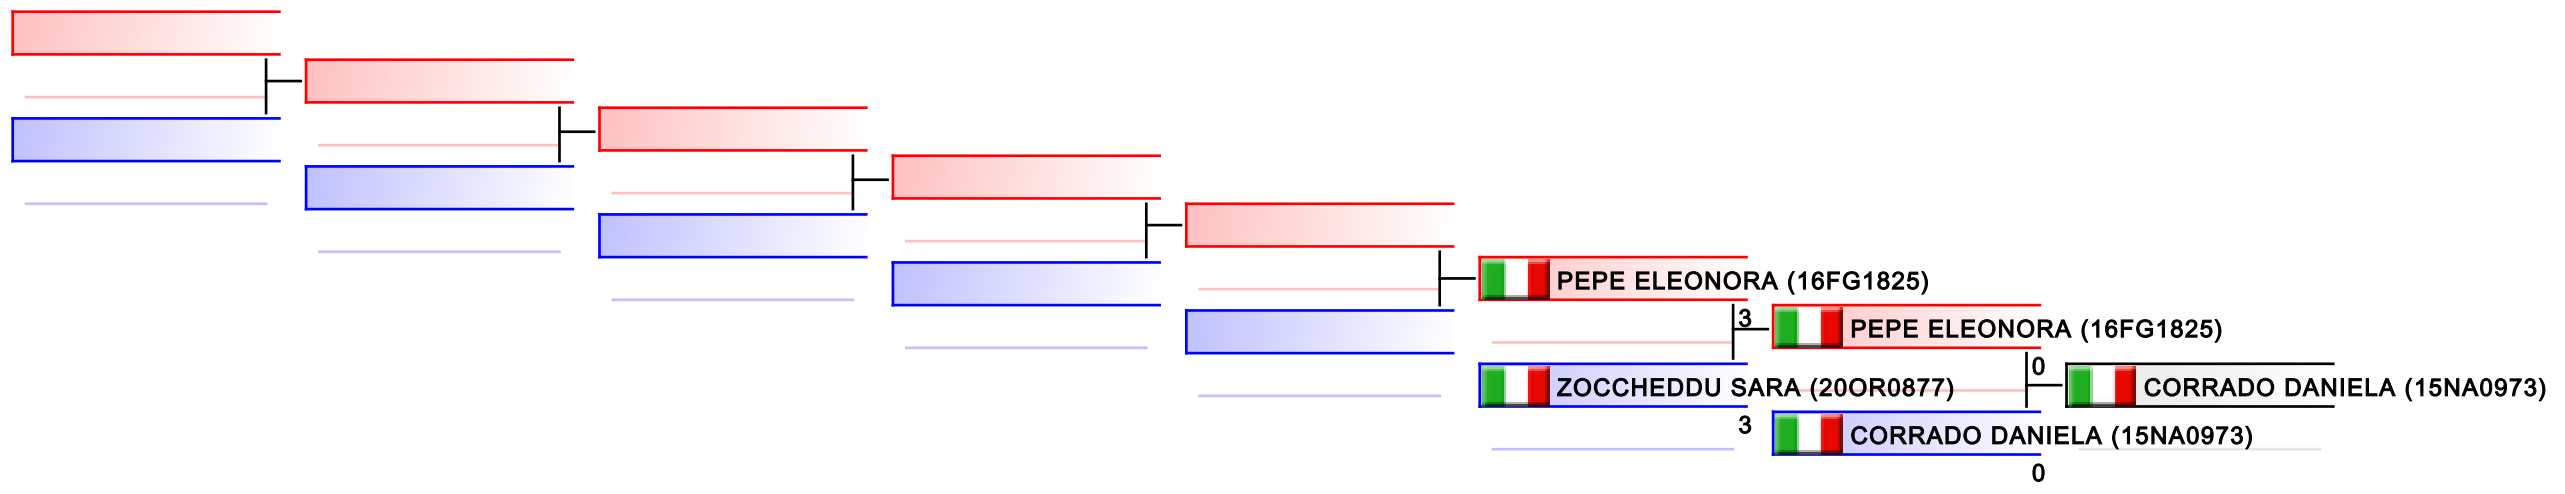 PEPE ELEONORA (16FG1825)
3
PEPE ELEONORA (16FG1825)
0
ZOCCHEDDU SARA (20OR0877)
CORRADO DANIELA (15NA0973)
3
CORRADO DANIELA (15NA0973)
0